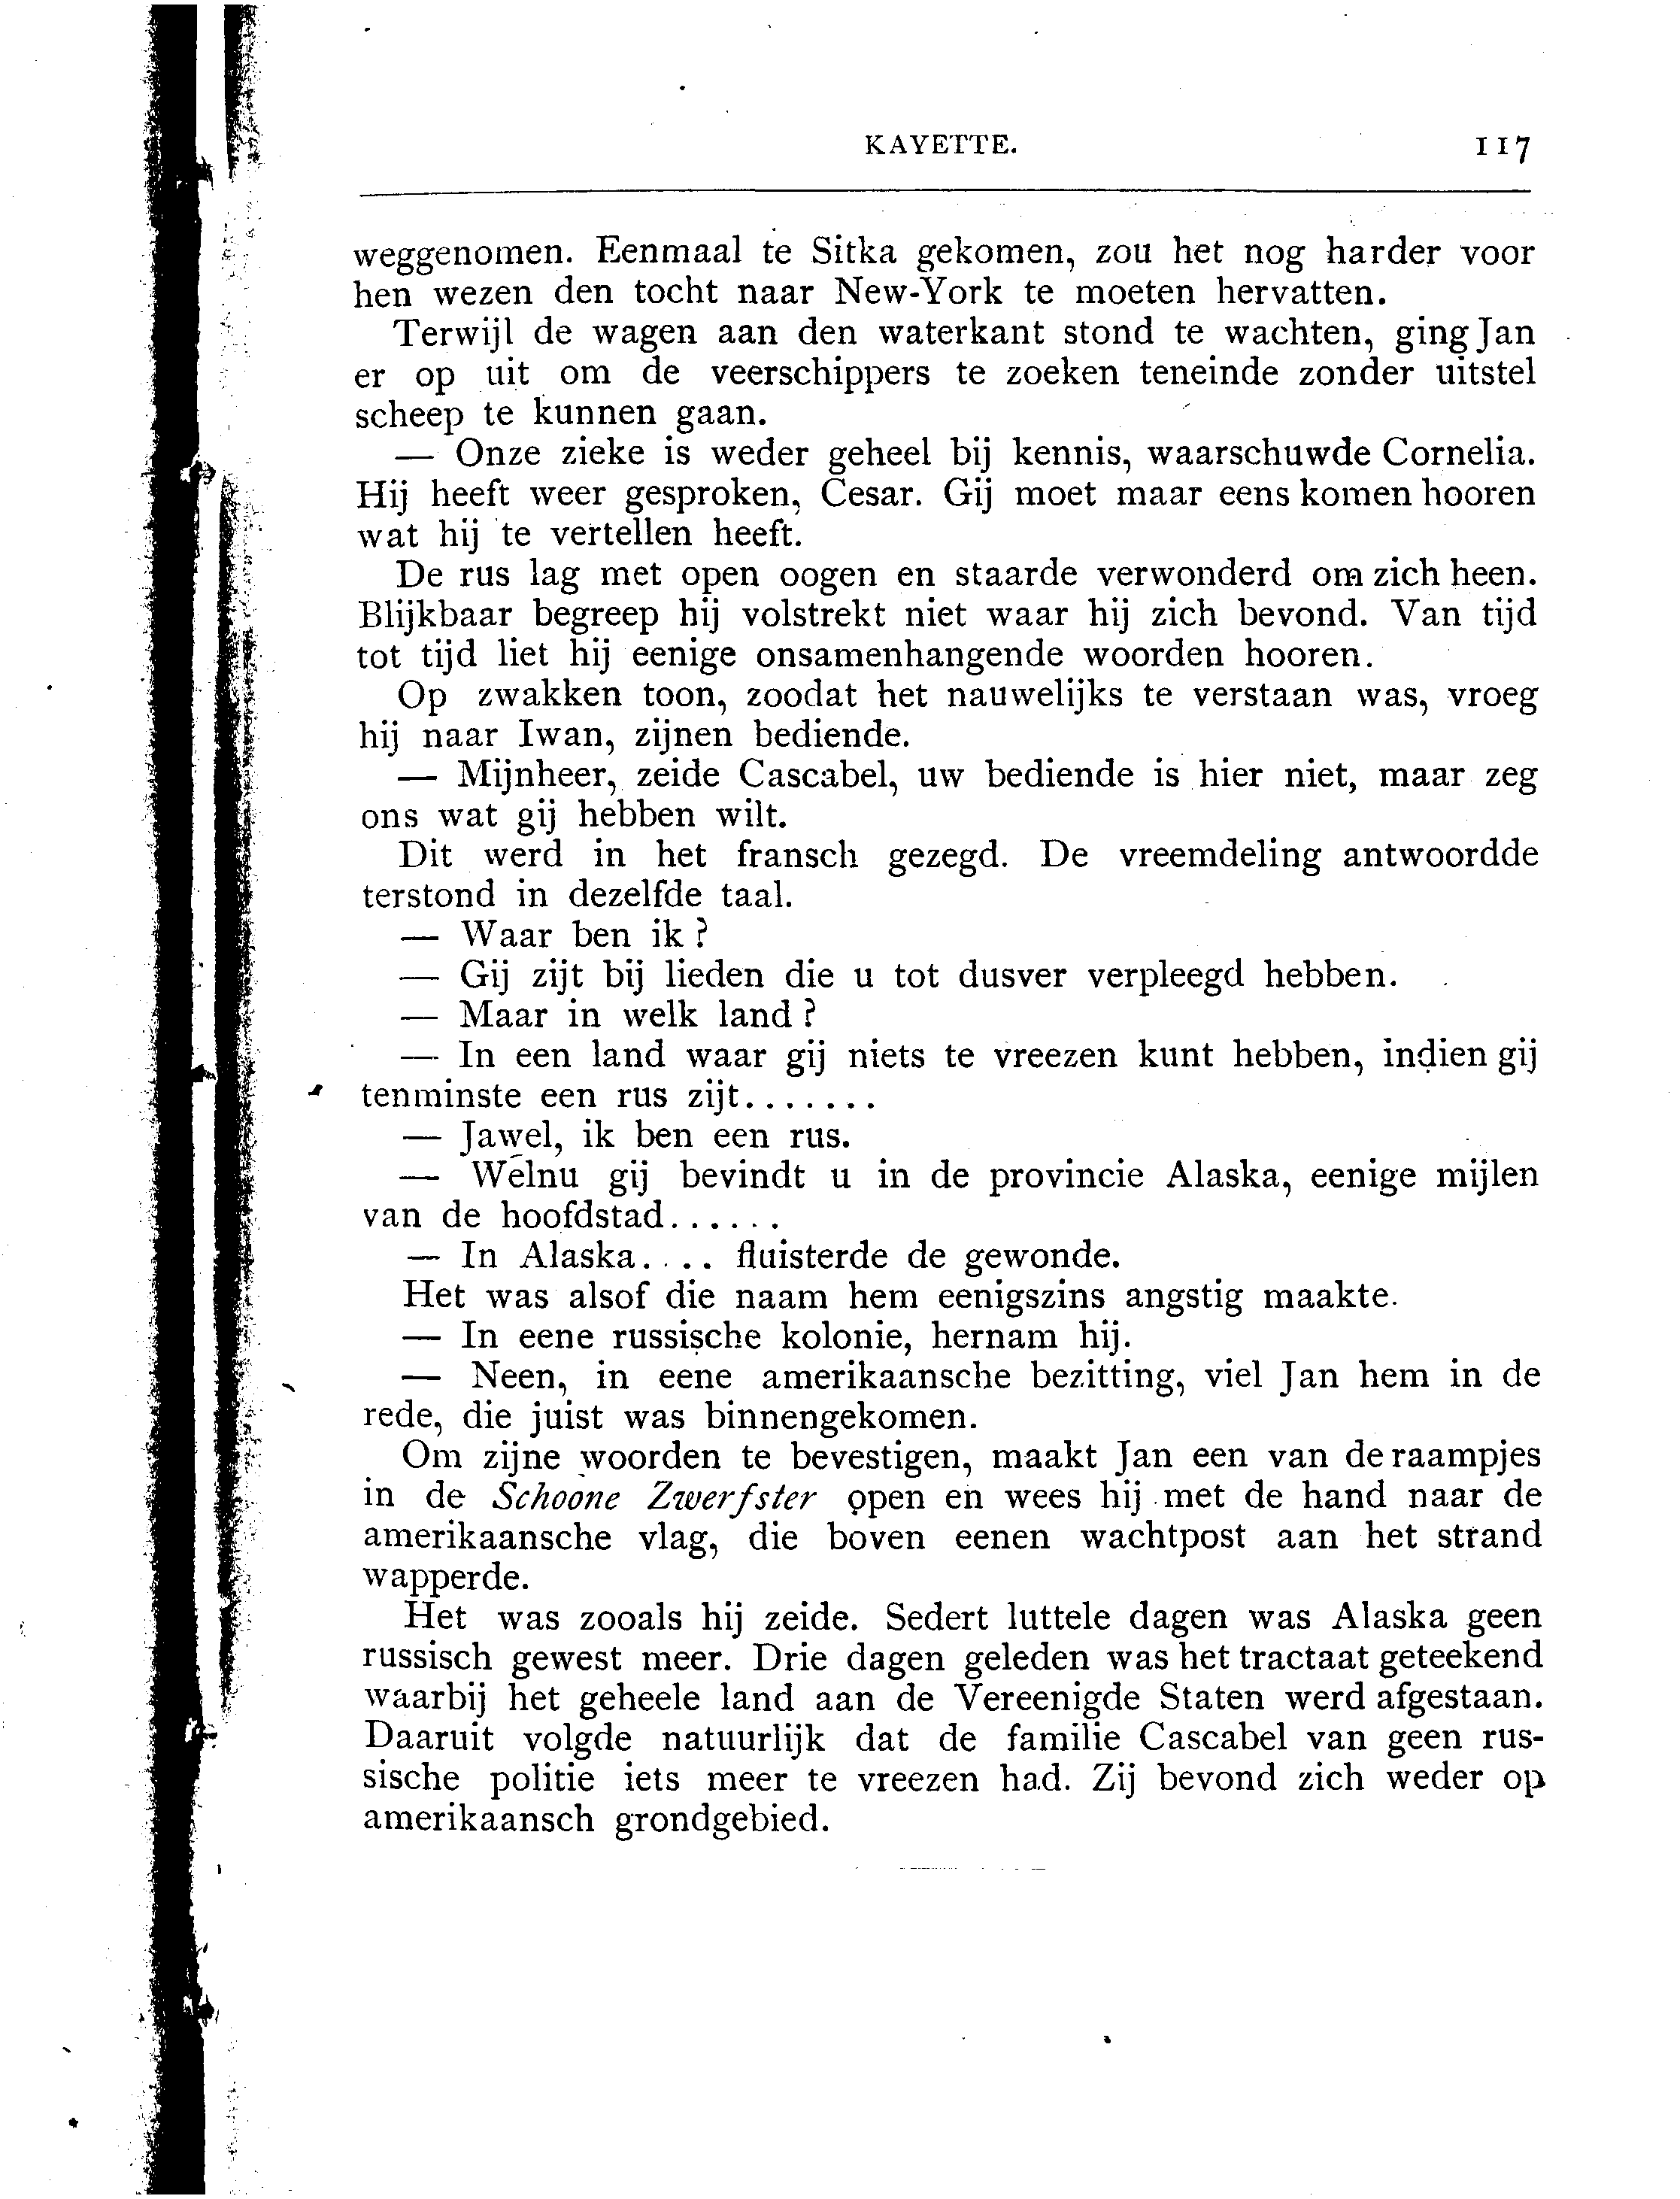 KAYETTE. 117
weggenomen. Eenmaal te Sitka gekomen, zou het nog harder voor
hen wezen den tocht naar New-York te moeten hervatten.
Terwijl de wagen aan den waterkant stond te wachten, ging Jan
er op uit om de veerschippers te zoeken teneinde zonder uitstel
scheep te kunnen gaan.
— Onze zieke is weder geheel bij kennis, waarschuwde Cornelia.
Hij heeft weer gesproken, Cesar. Gij moet maar eens komen hooren
wat hij te vertellen heeft.
De rus lag met open oogen en staarde verwonderd om zich heen.
Blijkbaar begreep hij volstrekt niet waar hij zich bevond. Van tijd
tot tijd liet hij eenige onsamenhangende woorden hooren.
Op zwakken toon, zoodat het nauwelijks te verstaan was, vroeg
hij naar Iwan, zijnen bediende.
— Mijnheer, zeide Cascabel, uw bediende is hier niet, maar zeg
ons wat gij hebben wilt.
Dit werd in het fransch gezegd. De vreemdeling antwoordde
terstond in dezelfde taal.
— Waar ben ik?
— Gij zijt bij lieden die u tot dusver verpleegd hebben.
— Maar in welk land?
— In een land waar gij niets te vreezen kunt hebben, indien gij
tenminste een rus zijt.......
— Jawel, ik ben een rus.
— Welnu gij bevindt u in de provincie Alaska, eenige mijlen
van de hoofdstad......
— In Alaska.... fluisterde de gewonde.
Het was alsof die naam hem eenigszins angstig maakte.
— In eene russische kolonie, hernam hij.
— Neen, in eene amerikaansche bezitting, viel Jan hem in de
rede, die juist was binnengekomen.
Om zijne woorden te bevestigen, maakt Jan een van de raampjes
in de Schoone Zwerfster open en wees hij met de hand naar de
amerikaansche vlag, die boven eenen wachtpost aan het strand
wapperde.
Het was zooals hij zeide. Sedert luttele dagen was Alaska geen
russisch gewest meer. Drie dagen geleden was het tractaat geteekend
waarbij het geheele land aan de Vereenigde Staten werd afgestaan.
Daaruit volgde natuurlijk dat de familie Cascabel van geen rus-
sische politie iets meer te vreezen had. Zij bevond zich weder op
amerikaansch grondgebied.